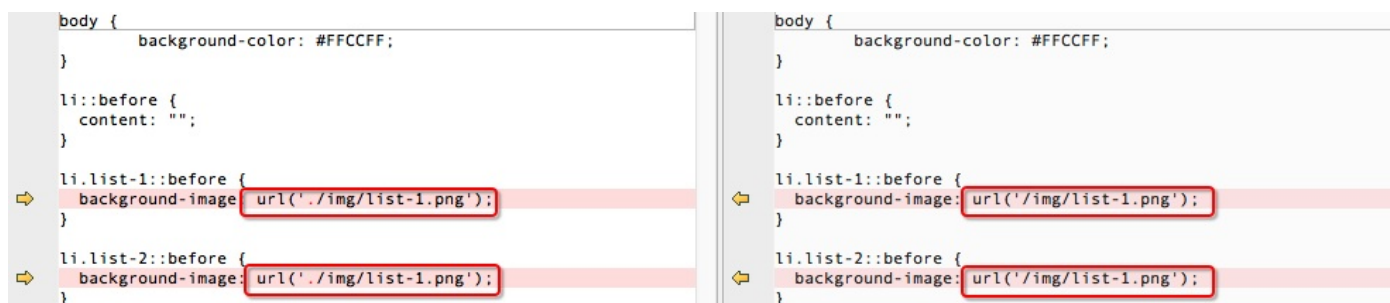 body {
        background-color: #FFCCFF;
}
li::before {
  content: "";
}
li.list-1::before {
  background-image: url('./img/list-1.png');
}
li.list-2::before {
  background-image: url('./img/list-1.png');
}
body {
        background-color: #FFCCFF;
}
li::before {
  content: "";
}
li.list-1::before {
  background-image: url('/img/list-1.png');
}
li.list-2::before {
  background-image: url('/img/list-1.png');
}